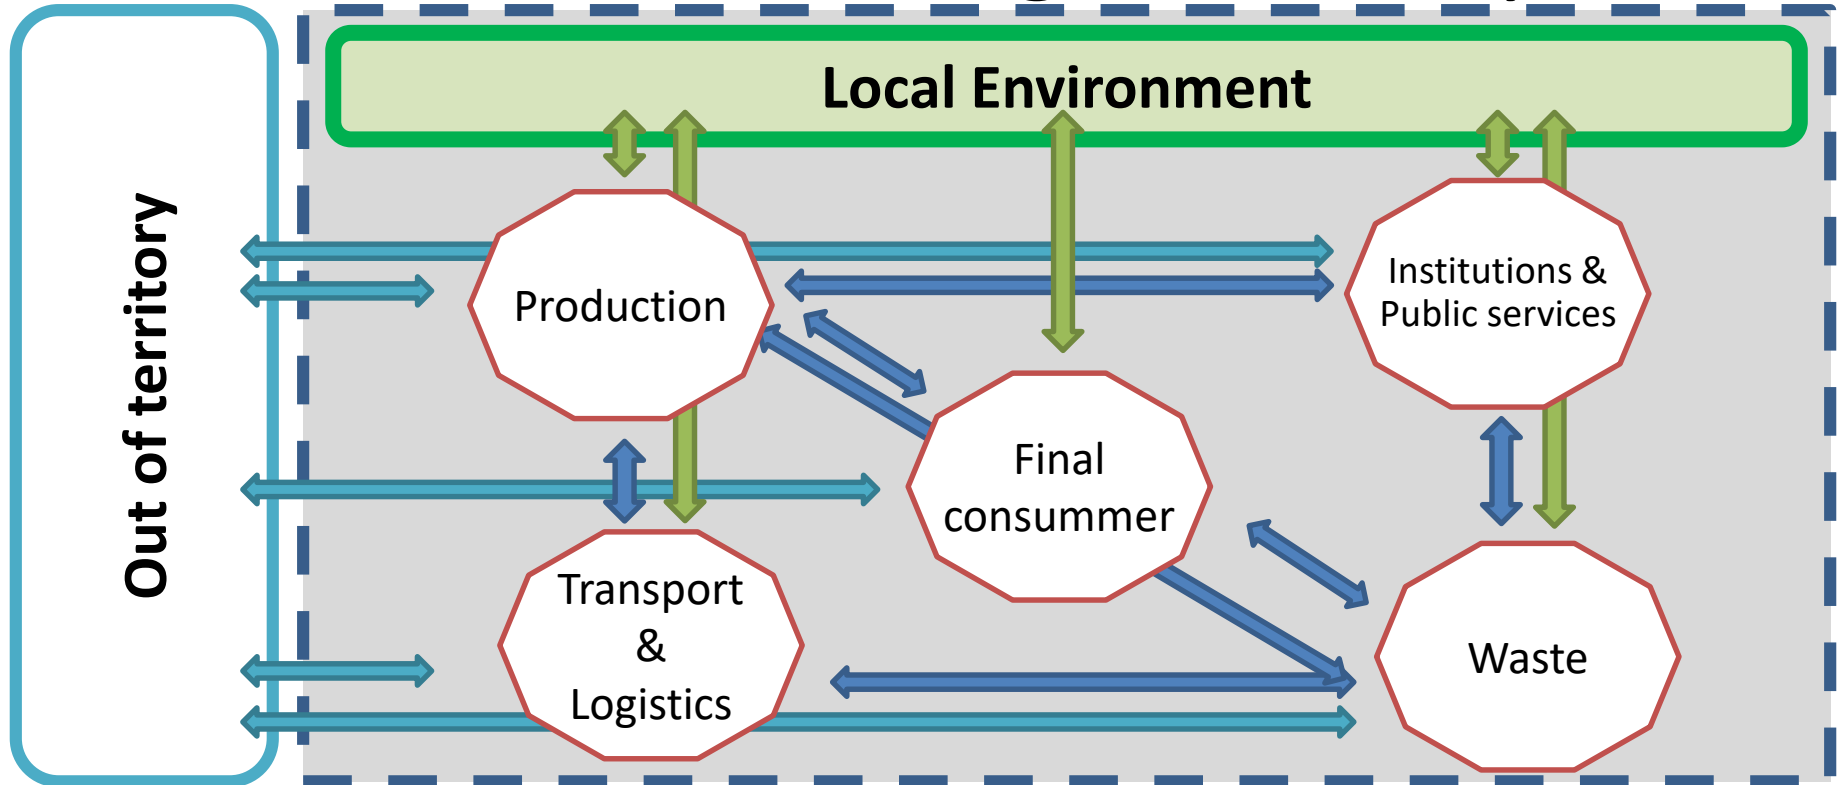 Local Environment
Out of territory
Production
Institutions &
Public services
Final
consummer
Transport
&
Logistics
Waste